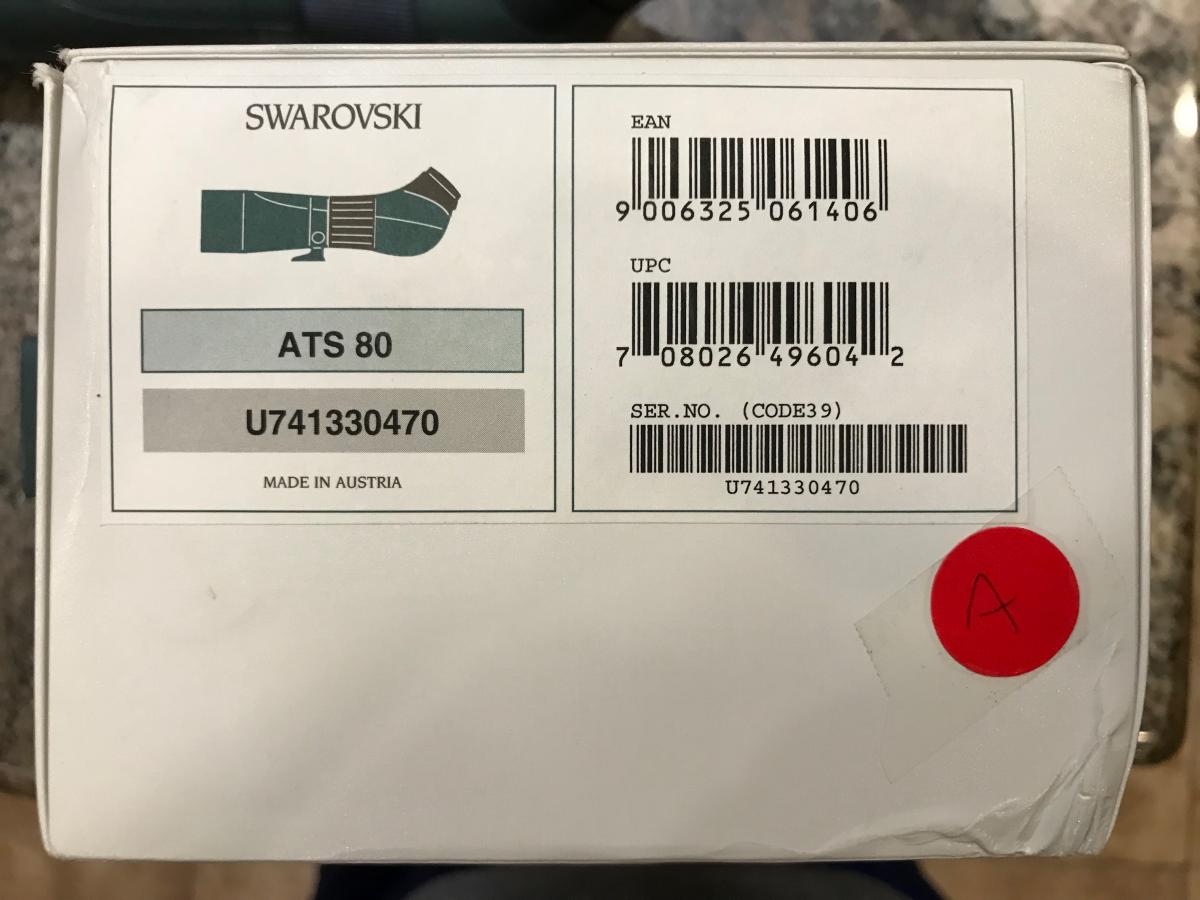 SWAROVSKI
ATS 80
U741330470
MADE IN AUSTRIA
EAN
9 006325 061406
UPC
7 08026 49604 2
SER.NO. (CODE39)
U741330470
A